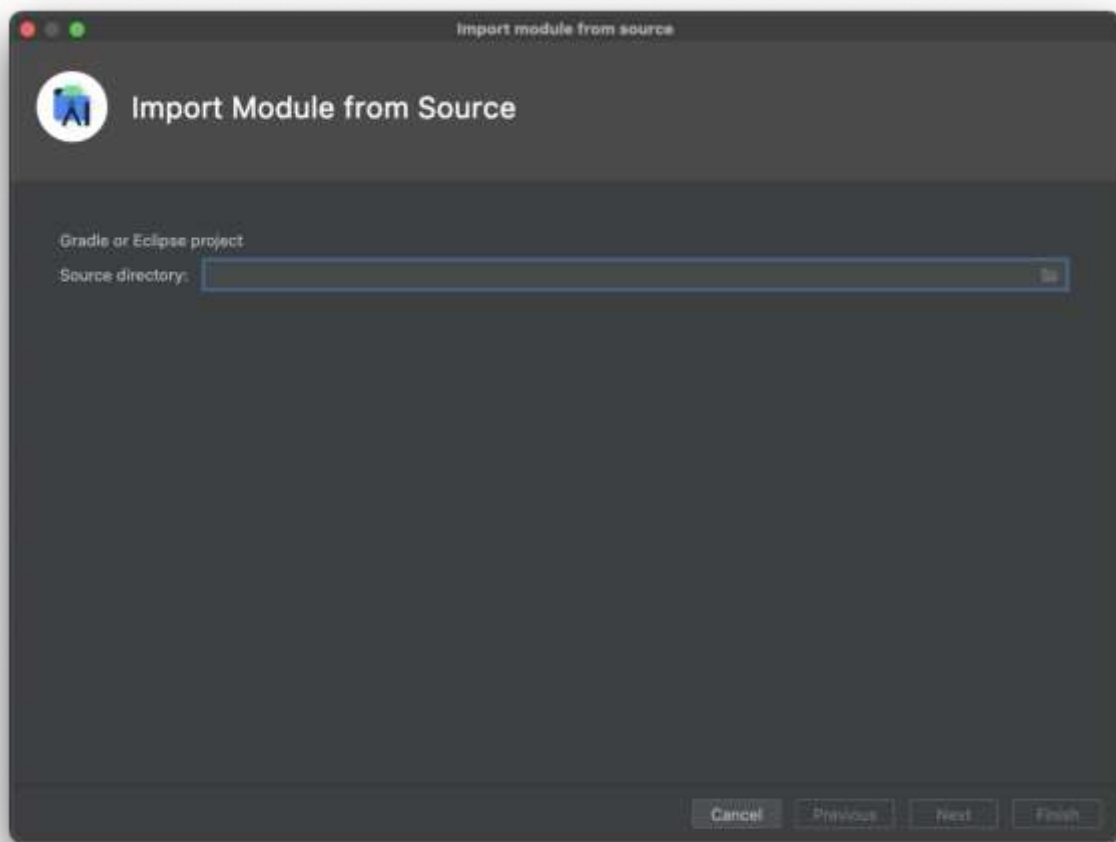 Import module from source
Import Module from Source
Gradle or Eclipse project
Source directory:
Cancel Previous Next Finish